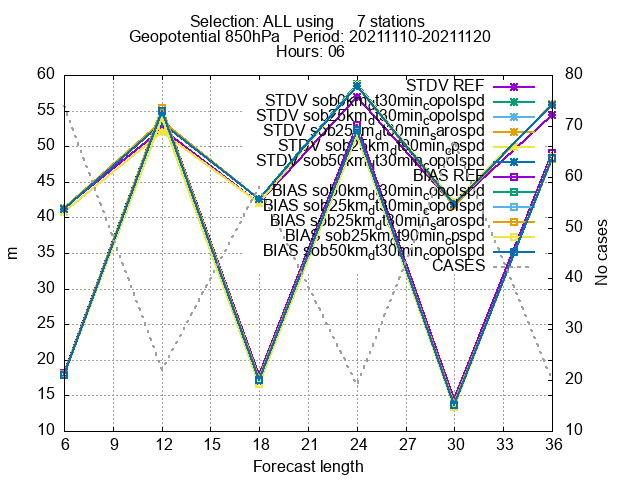 Selection: ALL using 7 stations
Geopotential 850hPa Period: 20211110-20211120
Hours: 06
60
55
50
45
40
35
30
25
20
15
10
m
80
70
60
50
40
30
20
10
No cases
STDV REF
STDV sob0km_dt30min_copolspd
STDV sob25km_dt30min_copolspd
STDV sob25km_dt30min_sarospd
STDV
STDV sob50km_dt30min_copolspd
BIAS REF
BIAS sob0km_dt30min_copolspd
BIAS sob25km_dt30min_copolspd
BIAS sob25km_dt30min_sarospd
BIAS sob25km_dt90min_cpspd
BIAS sob50km_dt30min_copolspd
CASES
6 9 12 15 18 21 24 27 30 33 36
Forecast length